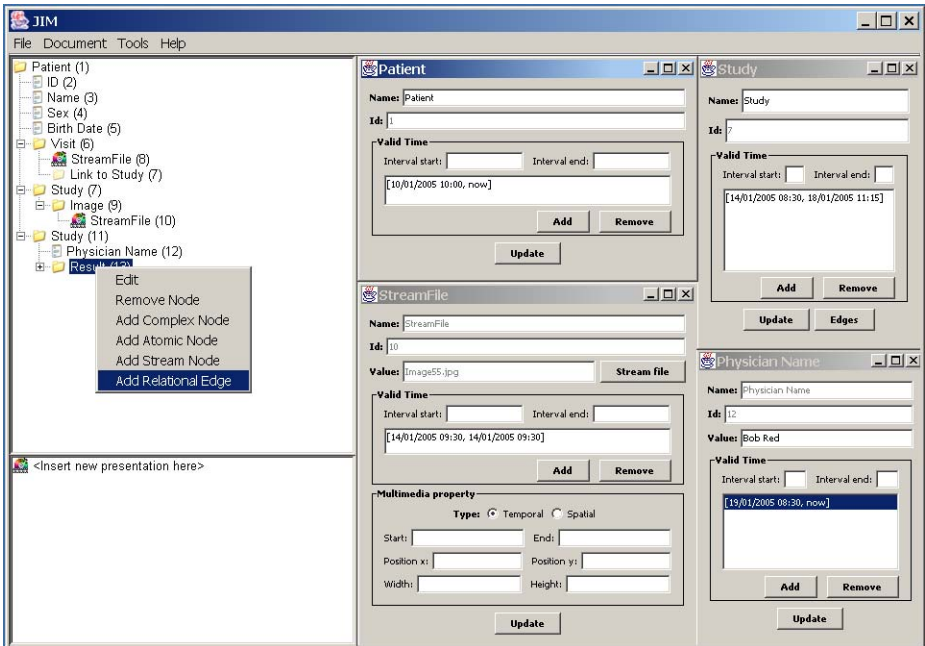 JIM
File Document Tools Help
Patient (1)
ID (2)
Name (3)
Sex (4)
Birth Date (5)
Visit (6)
StreamFile (8)
Link to Study (7)
Study (7)
Image (9)
StreamFile (10)
Study (11)
Physician Name (12)
Result (13)
Edit
Remove Node
Add Complex Node
Add Atomic Node
Add Stream Node
Add Relational Edge
<Insert new presentation here>
Patient
Name: Patient
Id: 1
Valid Time
Interval start: Interval end:
[10/01/2005 10:00, now]
Add Remove
Update
StreamFile
Name: StreamFile
Id: 10
Value: Image55.jpg Stream file
Valid Time
Interval start: Interval end:
[14/01/2005 09:30, 14/01/2005 09:30]
Add Remove
Multimedia property
Type: Temporal Spatial
Start: End:
Position x: Position y:
Width: Height:
Update
Study
Name: Study
Id: 7
Valid Time
Interval start: Interval end:
[14/01/2005 08:30, 18/01/2005 11:15]
Add Remove
Update Edges
Physician Name
Name: Physician Name
Id: 12
Value: Bob Red
Valid Time
Interval start: Interval end:
[19/01/2005 08:30, now]
Add Remove
Update